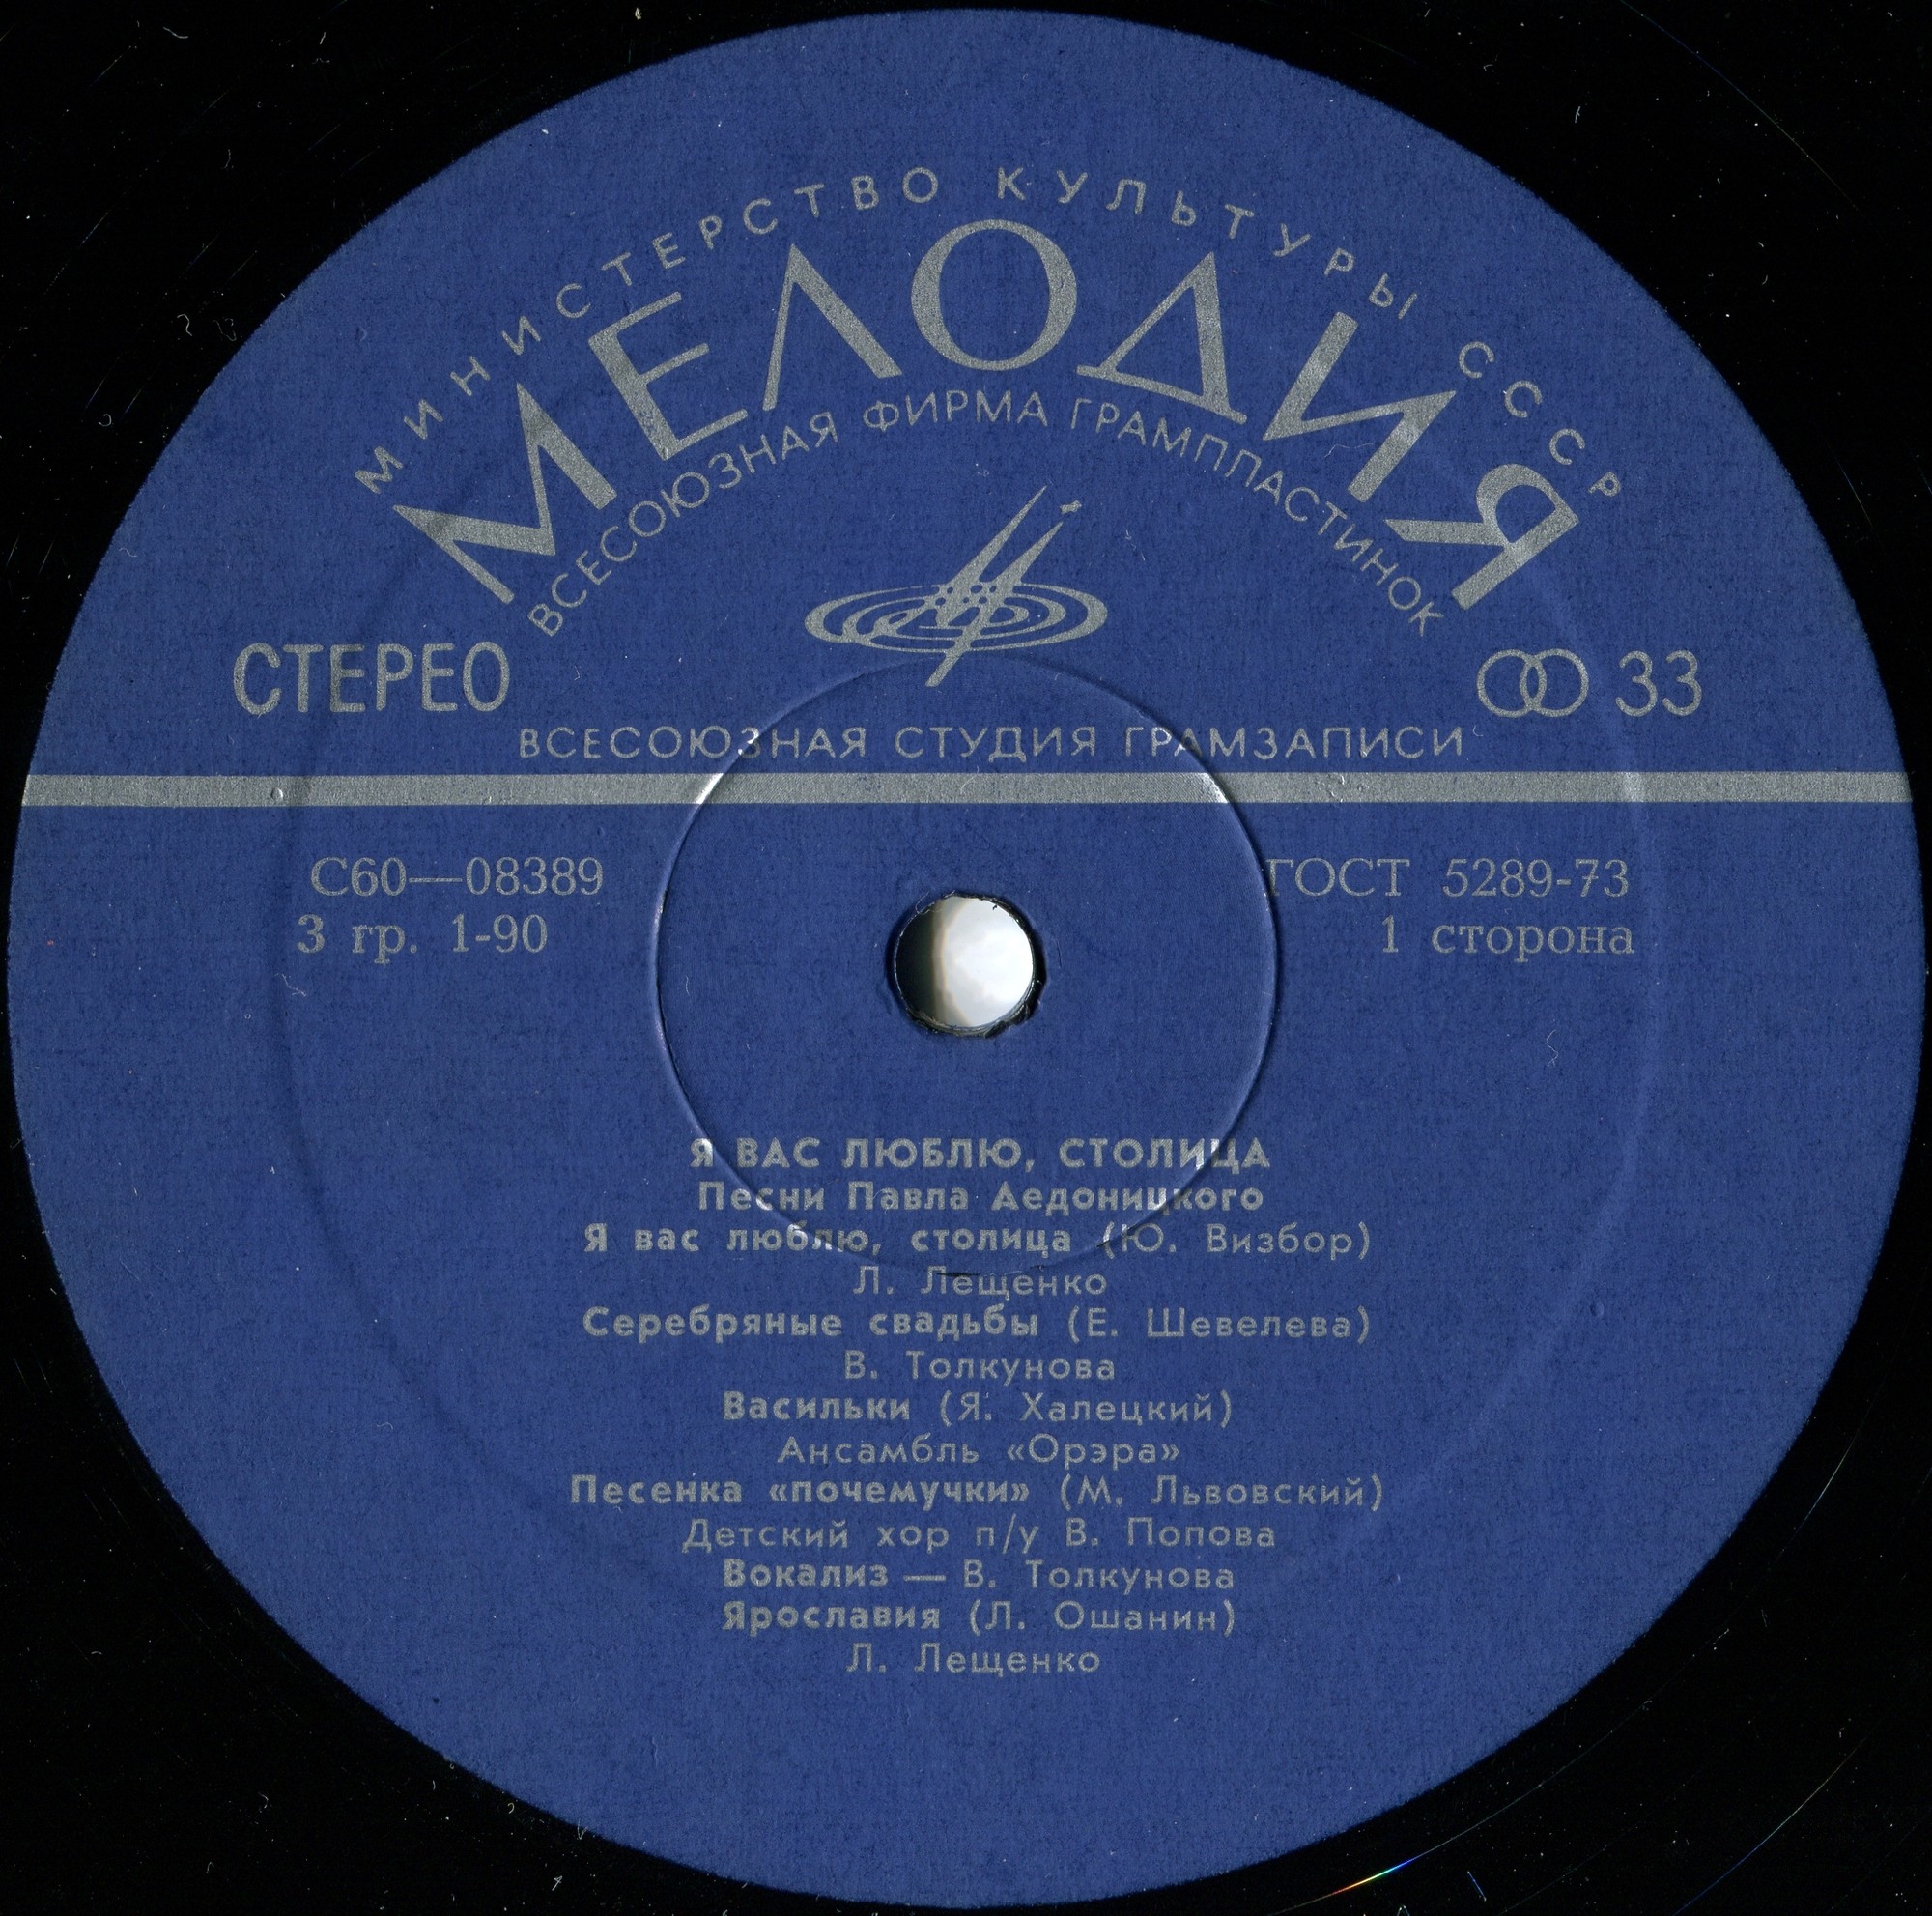 МИНИСТЕРСТВО КУЛЬТУРЫ СССР
МЕЛОДИЯ
ВСЕСОЮЗНАЯ ФИРМА ГРАМПЛАСТИНОК
СТЕРЕО
33
ВСЕСОЮЗНАЯ СТУДИЯ ГРАМЗАПИСИ
С60—08389
ГОСТ 5289-73
3 гр. 1-90
1 сторона
Я ВАС ЛЮБЛЮ, СТОЛИЦА
Песни Павла Аедоницкого
Я вас люблю, столица (Ю. Визбор)
Л. Лещенко
Серебряные свадьбы (Е. Шевелева)
В. Толкунова
Васильки (Я. Халецкий)
Ансамбль «Орэра»
Песенка «почемучки» (М. Львовский)
Детский хор п/у В. Попова
Вокализ — В. Толкунова
Ярославия (Л. Ошанин)
Л. Лещенко